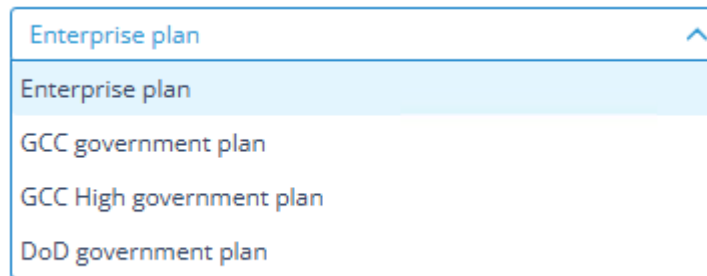 Enterprise plan
Enterprise plan
GCC government plan
GCC High government plan
DoD government plan